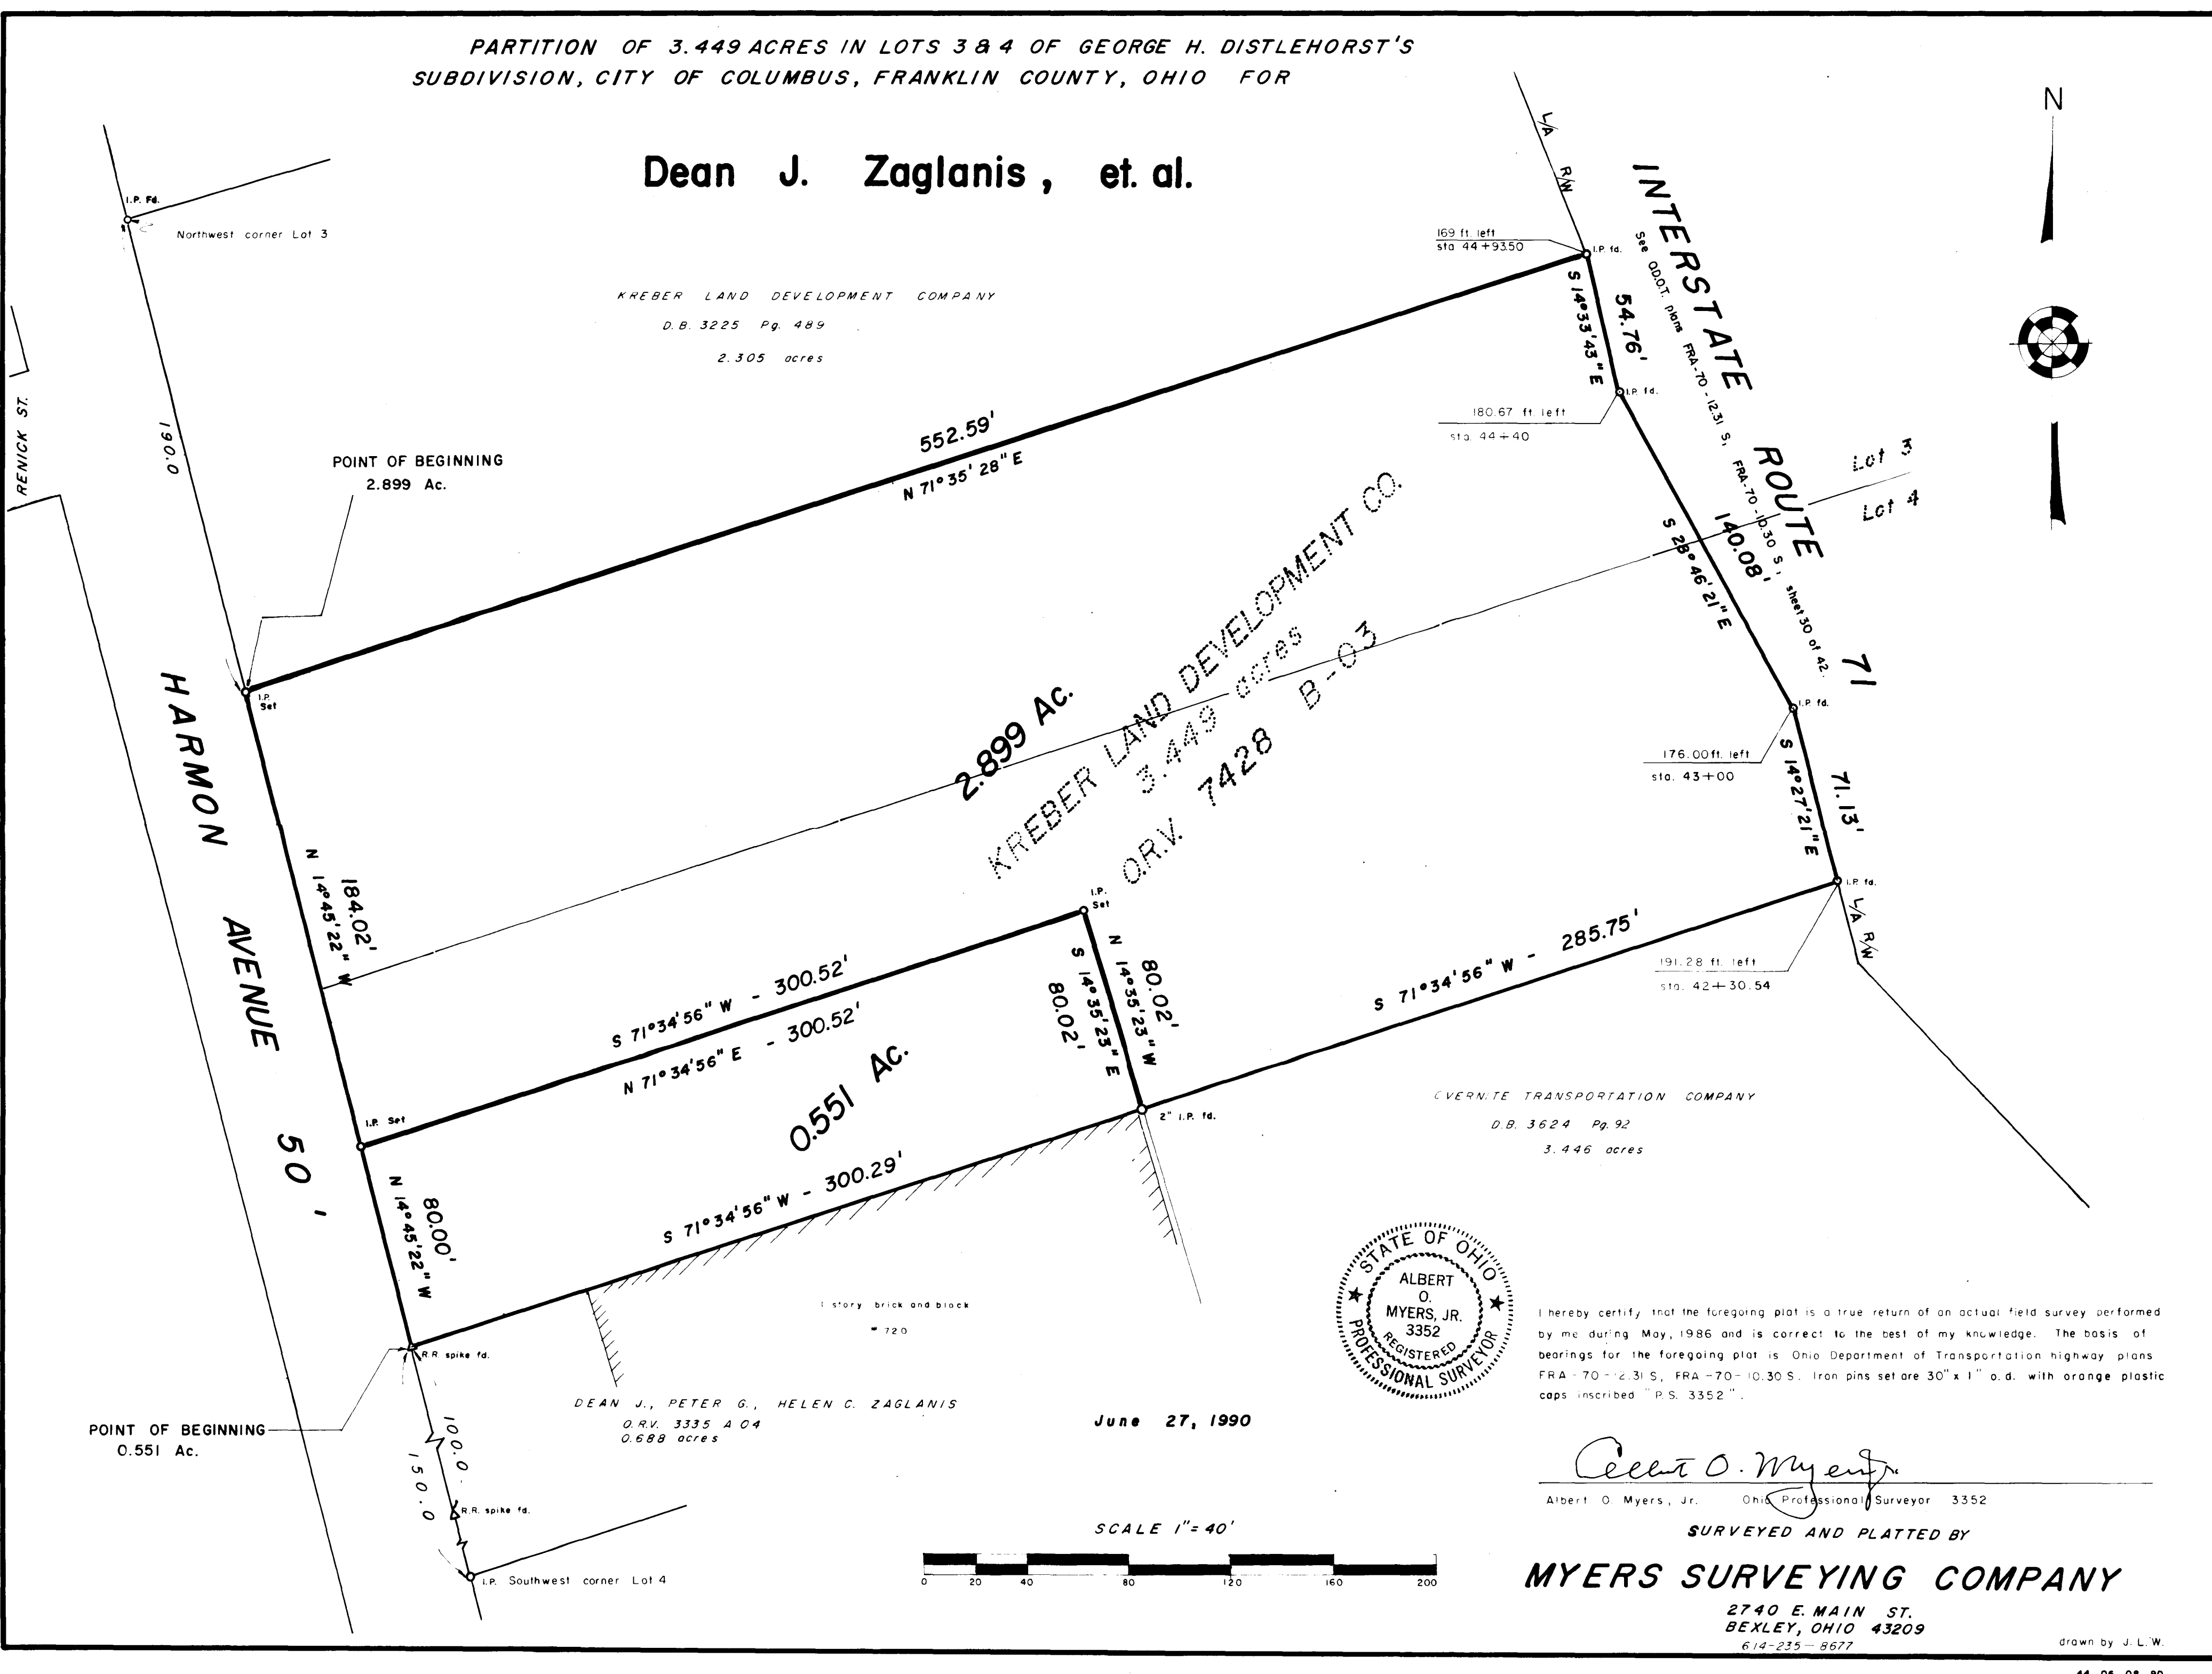 PARTITION OF 3.449 ACRES IN LOTS 3 & 4 OF GEORGE H. DISTLEHORST'S
SUBDIVISION, CITY OF COLUMBUS, FRANKLIN COUNTY, OHIO FOR
Dean J. Zaglanis, et. al.
N
I.P. Fd.
Northwest corner Lot 3
KREBER LAND DEVELOPMENT COMPANY
D.B. 3225 Pg. 489
2.305 acres
L/A
R/W
169 ft. left
sta 44+93.50
I.P. fd.
S 14°33'43" E
54.76'
I.P. fd.
180.67 ft. left
sta. 44+40
INTERSTATE ROUTE 71
See O.D.O.T. plans FRA-70-12.31 S, FRA-70-10.30 S, sheet 30 of 42.
Lot 3
Lot 4
RENICK ST.
190.0
POINT OF BEGINNING
2.899 Ac.
552.59'
N 71° 35' 28" E
S 28° 46' 21" E
140.08'
I.P.
Set
HARMON AVENUE 50'
2.899 Ac.
KREBER LAND DEVELOPMENT CO.
3.449 acres
O.R.V. 7428 B-03
I.P. fd.
176.00 ft. left
sta. 43+00
S 14°27'21" E
71.13'
I.P. fd.
L/A R/W
191.28 ft. left
sta. 42+30.54
184.02'
N 14°45'22" W
I.P.
Set
S 71°34'56" W - 300.52'
N 71°34'56" E - 300.52'
80.02'
N 14°35'23" W
S 14°35'23" E
80.02'
S 71°34'56" W - 285.75'
I.P. Set
0.551 Ac.
2" I.P. fd.
EVERNITE TRANSPORTATION COMPANY
D.B. 3624 Pg. 92
3.446 acres
80.00'
N 14°45'22" W
S 71°34'56" W - 300.29'
1 story brick and block
# 720
R.R. spike fd.
POINT OF BEGINNING
0.551 Ac.
DEAN J., PETER G., HELEN C. ZAGLANIS
O.R.V. 3335 A 04
0.688 acres
100.0
150.0
R.R. spike fd.
I.P. Southwest corner Lot 4
June 27, 1990
SCALE 1"= 40'
0 20 40 80 120 160 200
STATE OF OHIO
ALBERT
O.
MYERS, JR.
3352
REGISTERED
PROFESSIONAL SURVEYOR
I hereby certify that the foregoing plat is a true return of an actual field survey performed
by me during May, 1986 and is correct to the best of my knowledge. The basis of
bearings for the foregoing plat is Ohio Department of Transportation highway plans
FRA-70-12.31 S, FRA-70-10.30 S. Iron pins set are 30" x 1" o.d. with orange plastic
caps inscribed "P.S. 3352".
Albert O. Myers, Jr.
Albert O. Myers, Jr. Ohio Professional Surveyor 3352
SURVEYED AND PLATTED BY
MYERS SURVEYING COMPANY
2740 E. MAIN ST.
BEXLEY, OHIO 43209
614-235-8677
drawn by J. L. W.